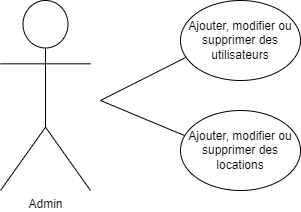 Ajouter, modifier ou
supprimer des
utilisateurs
Ajouter, modifier ou
supprimer des
locations
Admin